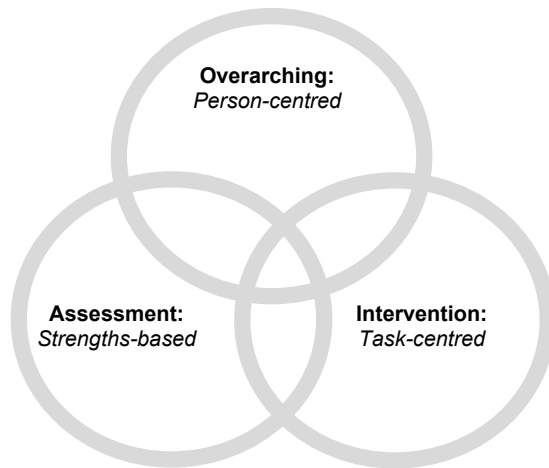 Overarching:
Person-centred
Assessment:
Strengths-based
Intervention:
Task-centred